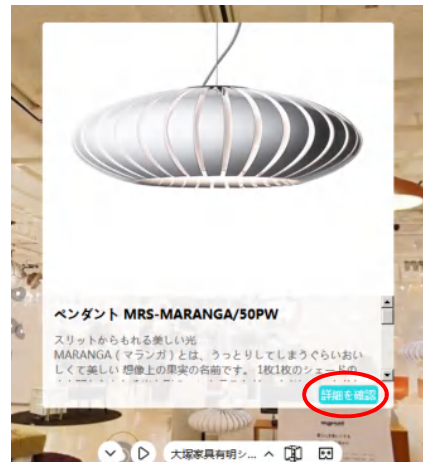 ペンダント MRS-MARANGA/50PW
スリットからもれる美しい光
MARANGA ( マランガ ) とは、うっとりしてしまうぐらいおい
しくて美しい 想像上の果実の名前です。 1枚1枚のシェードの
詳細を確認
大塚家具有明シ...